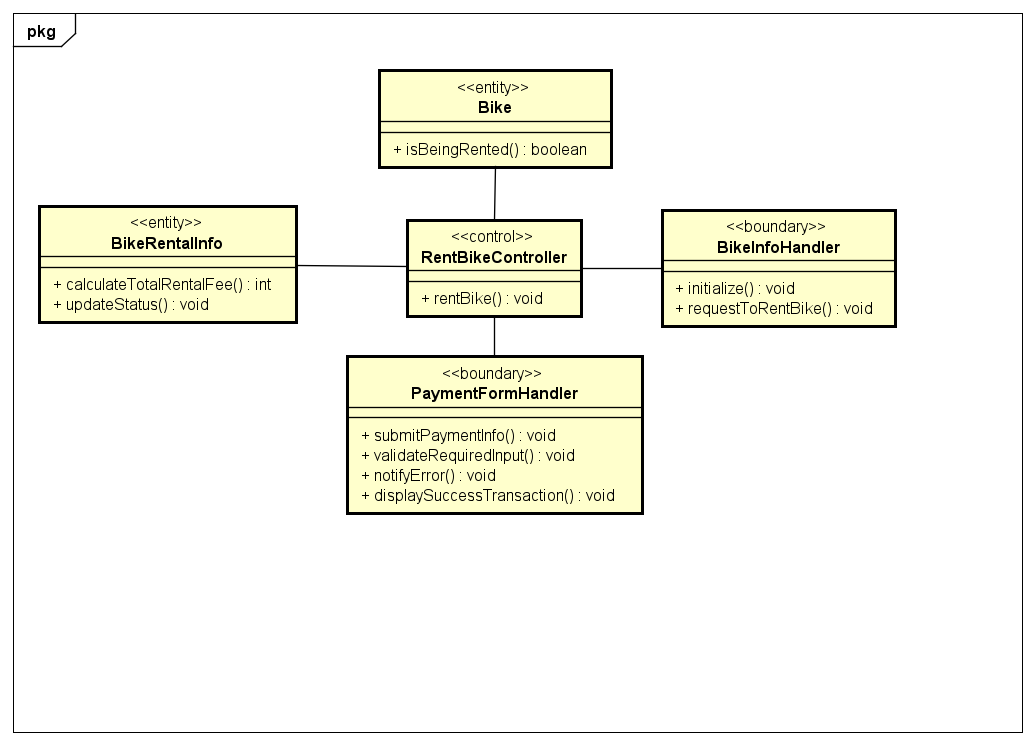 pkg
<<entity>>
Bike
+ isBeingRented() : boolean
<<entity>>
BikeRentalInfo
+ calculateTotalRentalFee() : int
+ updateStatus() : void
<<control>>
RentBikeController
+ rentBike() : void
<<boundary>>
BikeInfoHandler
+ initialize() : void
+ requestToRentBike() : void
<<boundary>>
PaymentFormHandler
+ submitPaymentInfo() : void
+ validateRequiredInput() : void
+ notifyError() : void
+ displaySuccessTransaction() : void